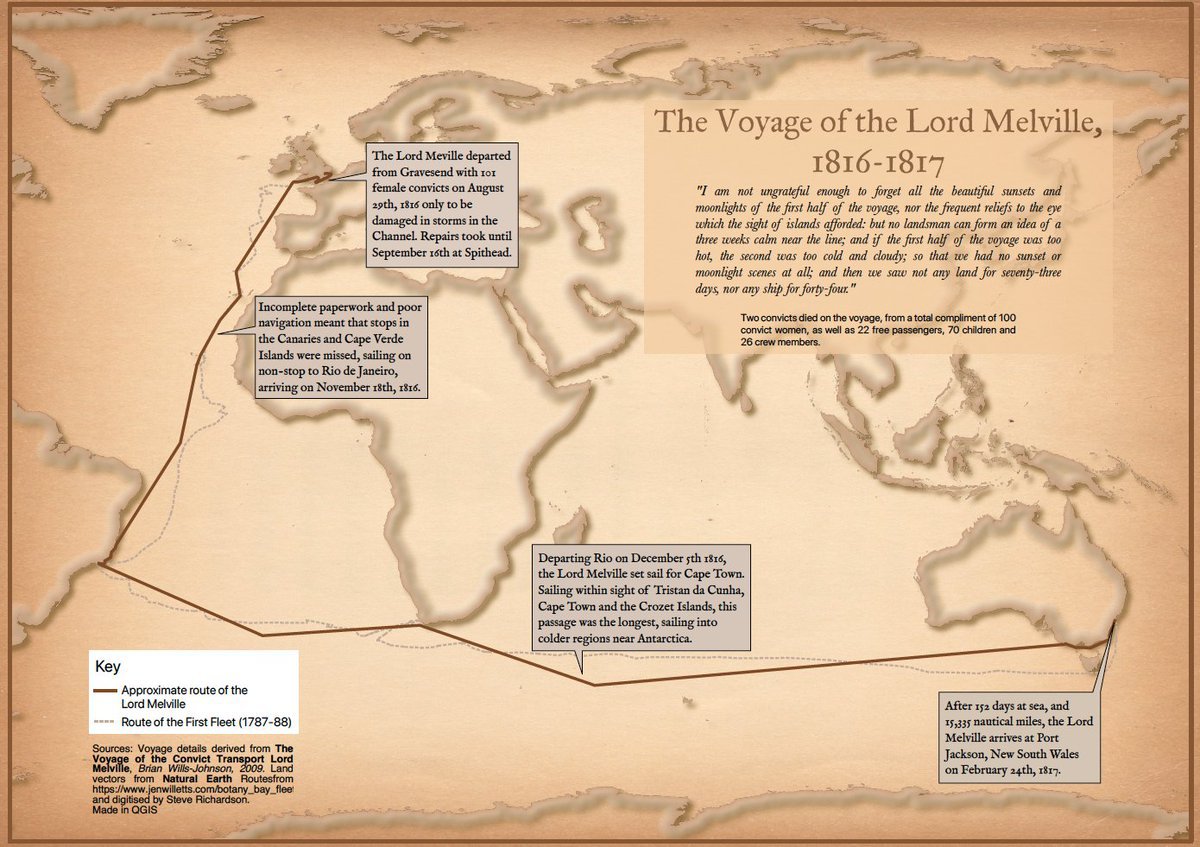 The Voyage of the Lord Melville,
1816-1817
"I am not ungrateful enough to forget all the beautiful sunsets and
moonlights of the first half of the voyage, nor the frequent reliefs to the eye
which the sight of islands afforded: but no landsman can form an idea of a
three weeks calm near the line; and if the first half of the voyage was too
hot, the second was too cold and cloudy; so that we had no sunset or
moonlight scenes at all; and then we saw not any land for seventy-three
days, nor any ship for forty-four."
Two convicts died on the voyage, from a total compliment of 100
convict women, as well as 22 free passengers, 70 children and
26 crew members.
The Lord Meville departed
from Gravesend with 101
female convicts on August
29th, 1816 only to be
damaged in storms in the
Channel. Repairs took until
September 16th at Spithead.
Incomplete paperwork and poor
navigation meant that stops in
the Canaries and Cape Verde
Islands were missed, sailing on
non-stop to Rio de Janeiro,
arriving on November 18th, 1816.
Departing Rio on December 5th 1816,
the Lord Melville set sail for Cape Town.
Sailing within sight of Tristan da Cunha,
Cape Town and the Crozet Islands, this
passage was the longest, sailing into
colder regions near Antarctica.
After 152 days at sea, and
15,335 nautical miles, the Lord
Melville arrives at Port
Jackson, New South Wales
on February 24th, 1817.
Key
Approximate route of the
Lord Melville
Route of the First Fleet (1787-88)
Sources: Voyage details derived from The
Voyage of the Convict Transport Lord
Melville, Brian Wills-Johnson, 2009. Land
vectors from Natural Earth Routesfrom
https://www.jenwilletts.com/botany_bay_flee
and digitised by Steve Richardson.
Made in QGIS